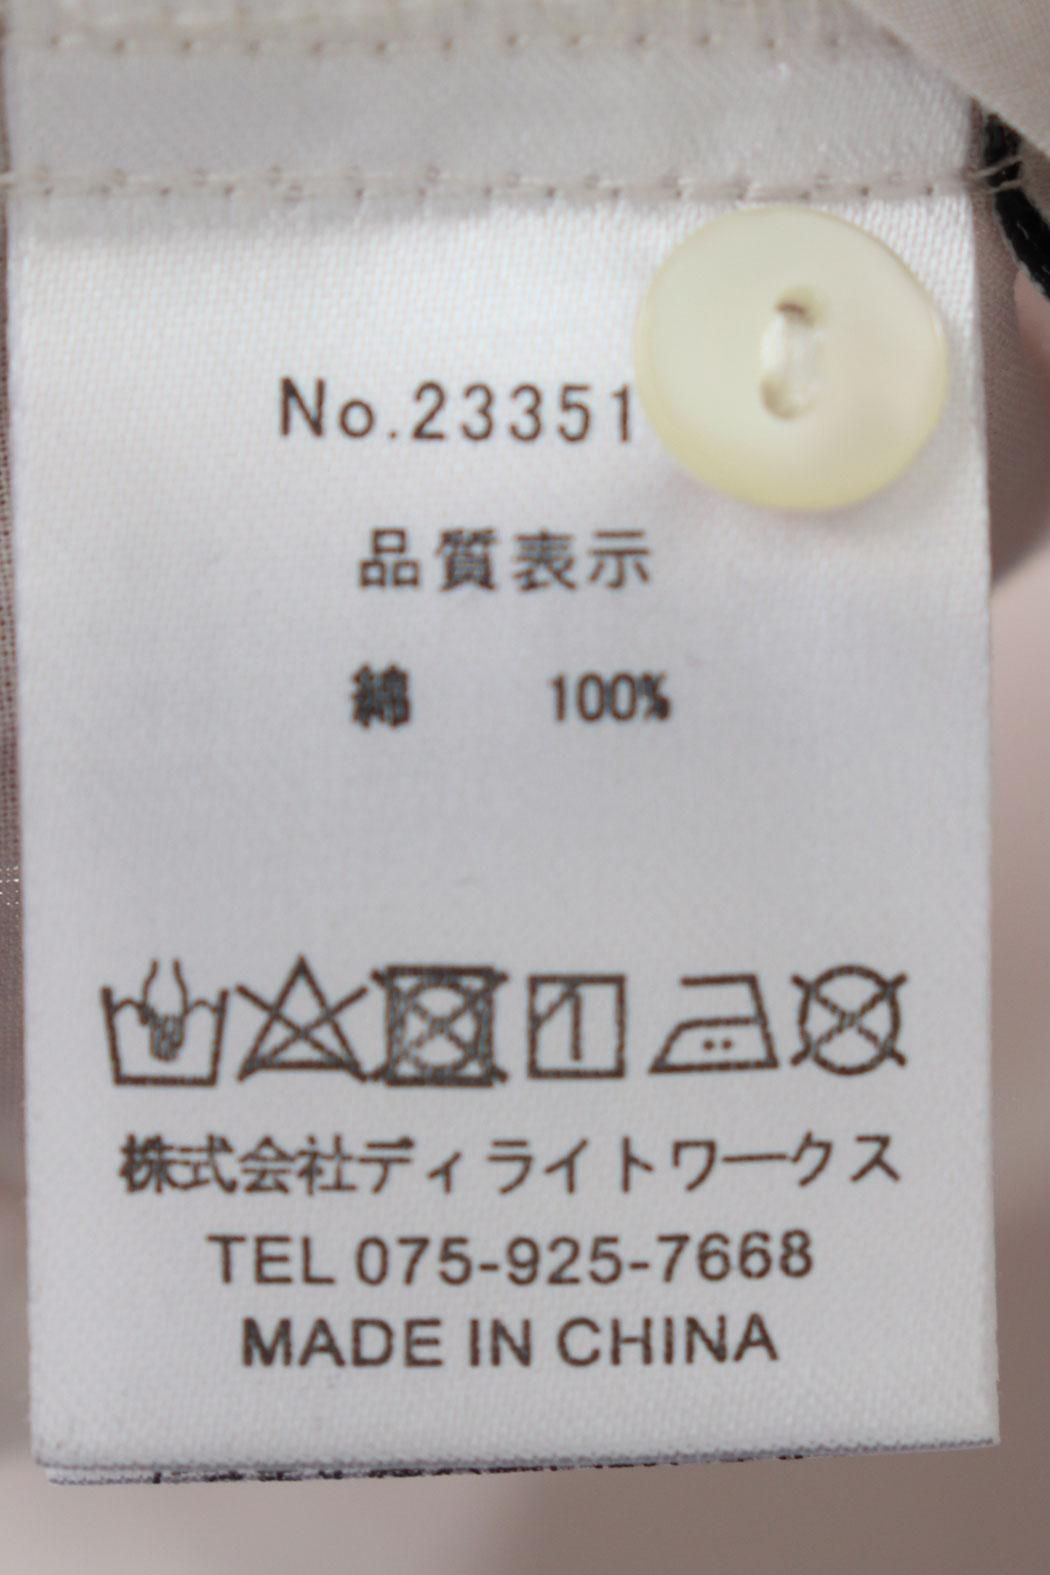 No.23351
品質表示
綿 100%
株式会社ディライトワークス
TEL 075-925-7668
MADE IN CHINA